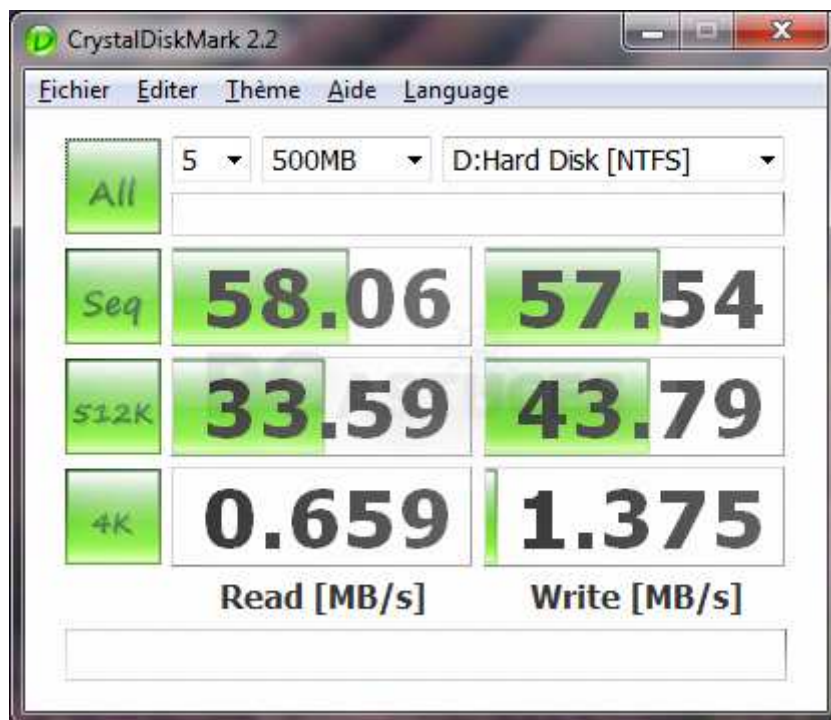 CrystalDiskMark 2.2
Fichier Editer Thème Aide Language
All 5 500MB D:Hard Disk [NTFS]
Seq 58.06 57.54
512K 33.59 43.79
4K 0.659 1.375
Read [MB/s] Write [MB/s]